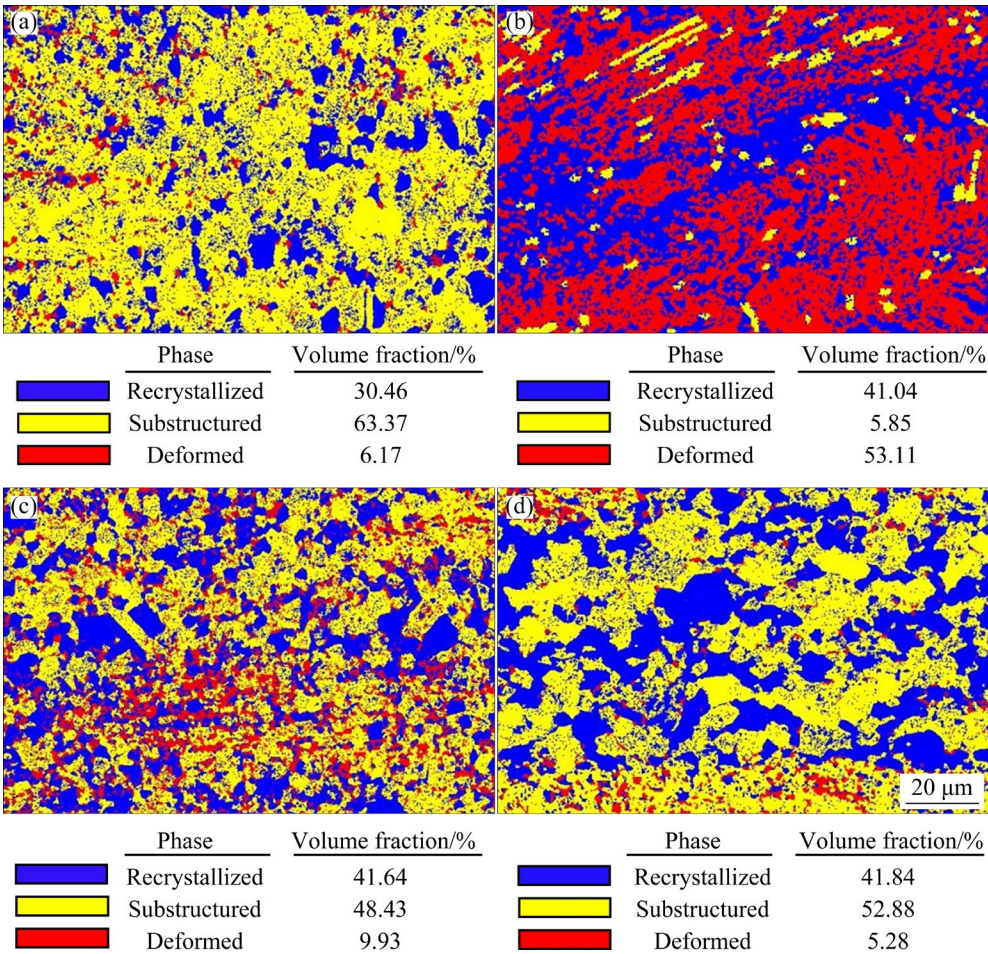 (a)
(b)
Phase Volume fraction/%
Recrystallized 30.46
Substructured 63.37
Deformed 6.17
Phase Volume fraction/%
Recrystallized 41.04
Substructured 5.85
Deformed 53.11
(c)
(d)
20 μm
Phase Volume fraction/%
Recrystallized 41.64
Substructured 48.43
Deformed 9.93
Phase Volume fraction/%
Recrystallized 41.84
Substructured 52.88
Deformed 5.28